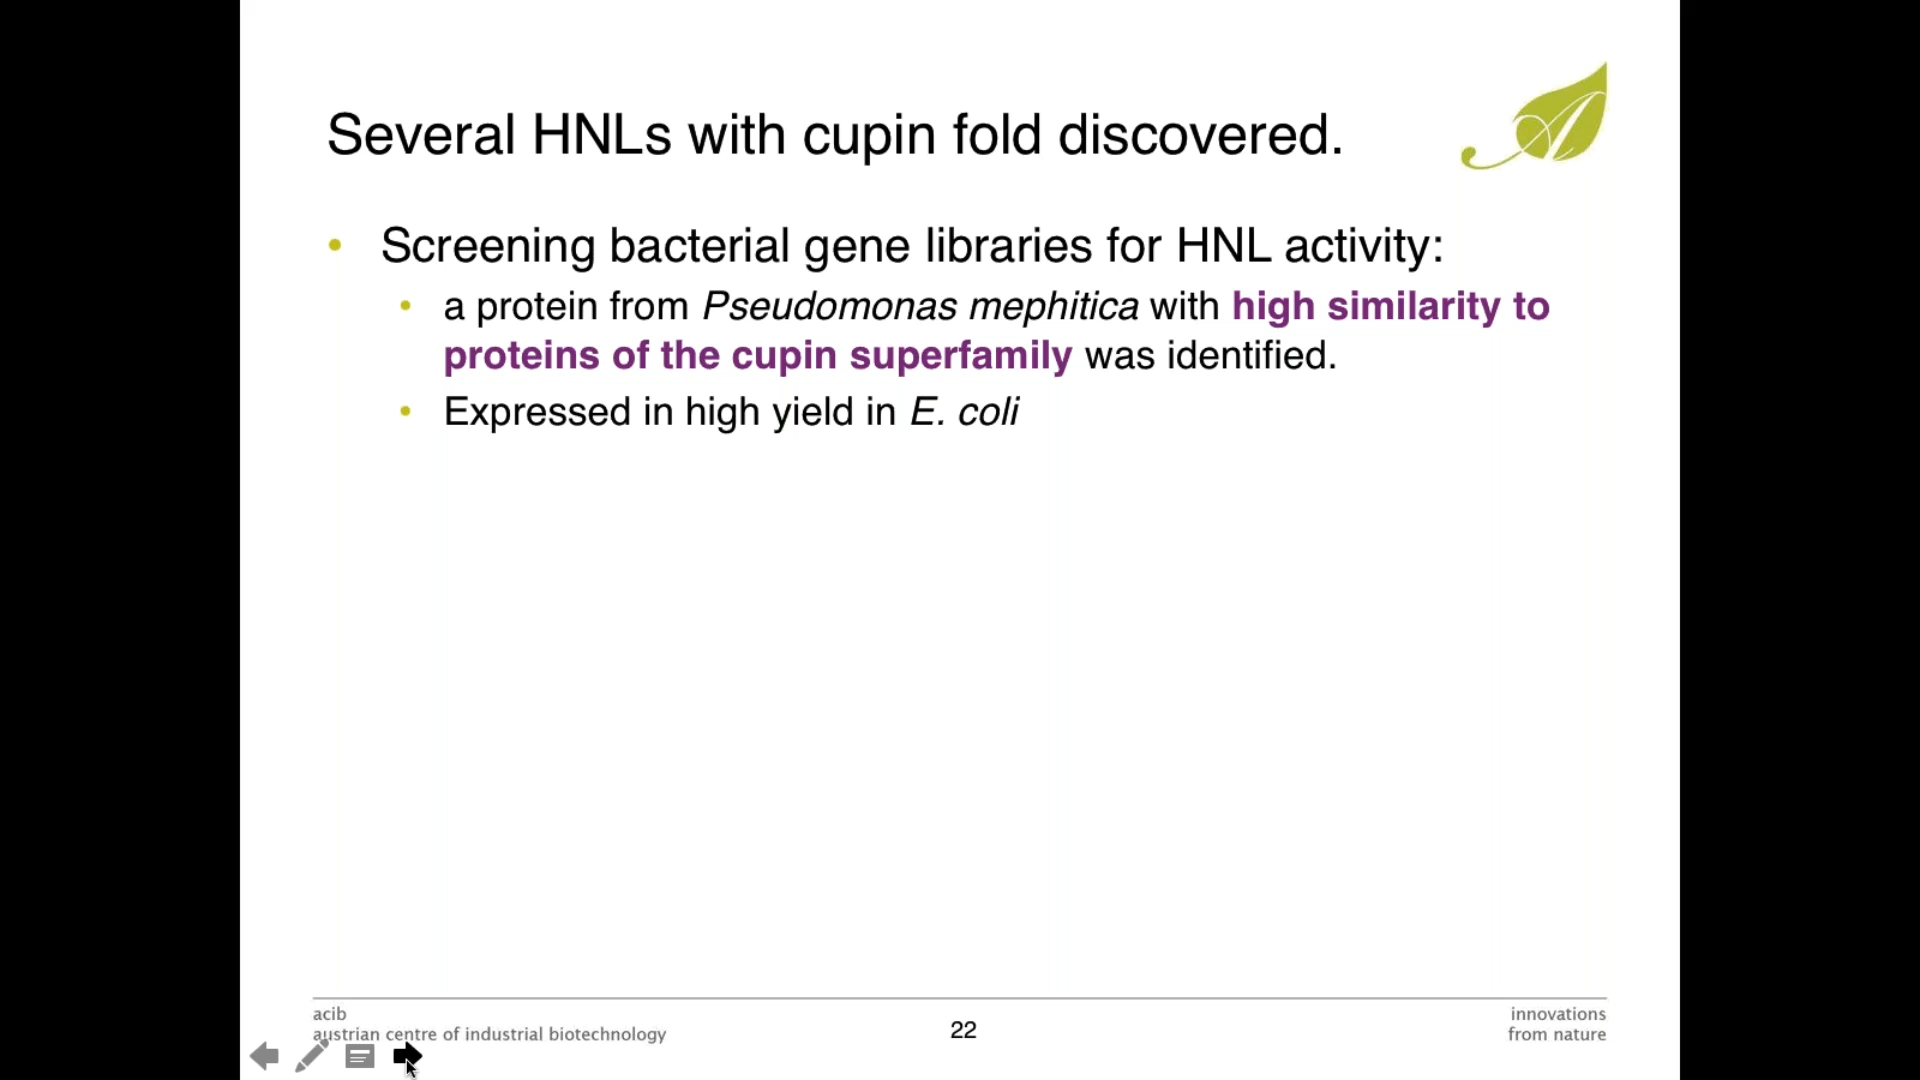 Several HNLs with cupin fold discovered.
• Screening bacterial gene libraries for HNL activity:
• a protein from Pseudomonas mephitica with high similarity to
proteins of the cupin superfamily was identified.
• Expressed in high yield in E. coli
acib
austrian centre of industrial biotechnology
22
innovations
from nature